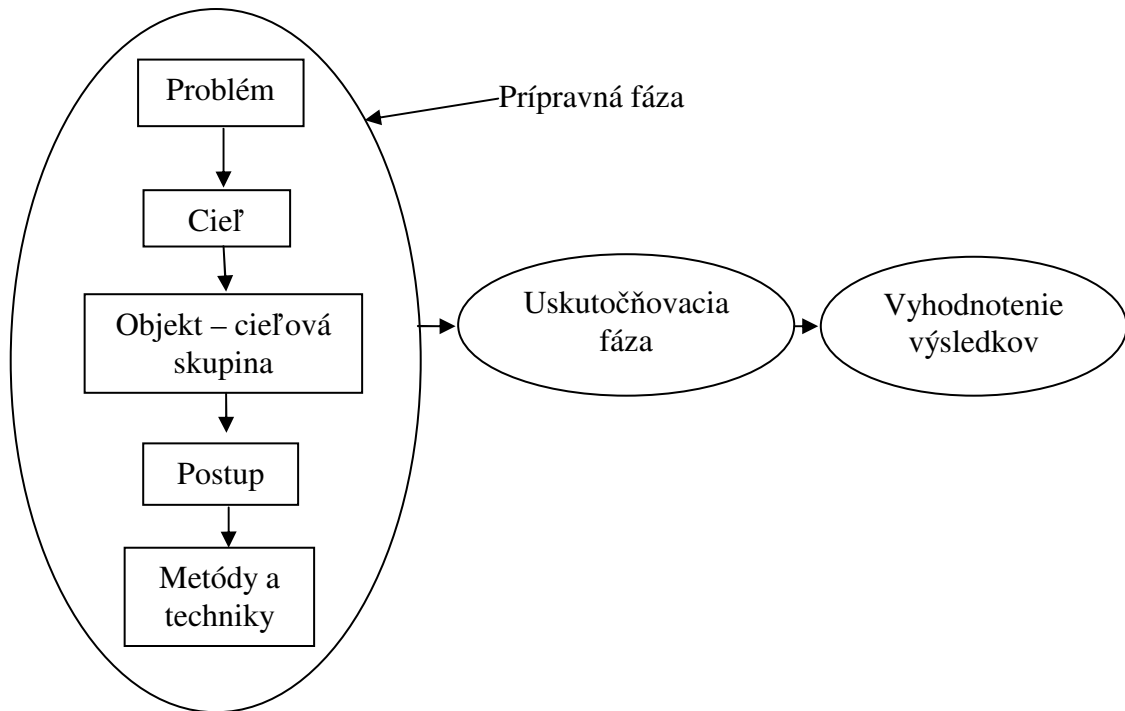 Problém
Prípravná fáza
Cieľ
Objekt – cieľová
skupina
Uskutočňovacia
fáza
Vyhodnotenie
výsledkov
Postup
Metódy a
techniky